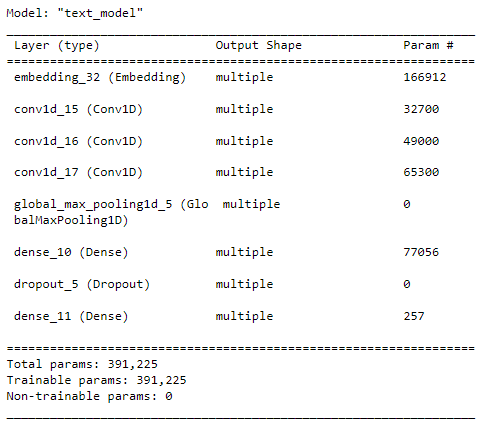 Model: "text_model"
_________________________________________________________________
Layer (type) Output Shape Param #
=================================================================
embedding_32 (Embedding) multiple 166912
conv1d_15 (Conv1D) multiple 32700
conv1d_16 (Conv1D) multiple 49000
conv1d_17 (Conv1D) multiple 65300
global_max_pooling1d_5 (Glo multiple 0
balMaxPooling1D)
dense_10 (Dense) multiple 77056
dropout_5 (Dropout) multiple 0
dense_11 (Dense) multiple 257
=================================================================
Total params: 391,225
Trainable params: 391,225
Non-trainable params: 0
_________________________________________________________________